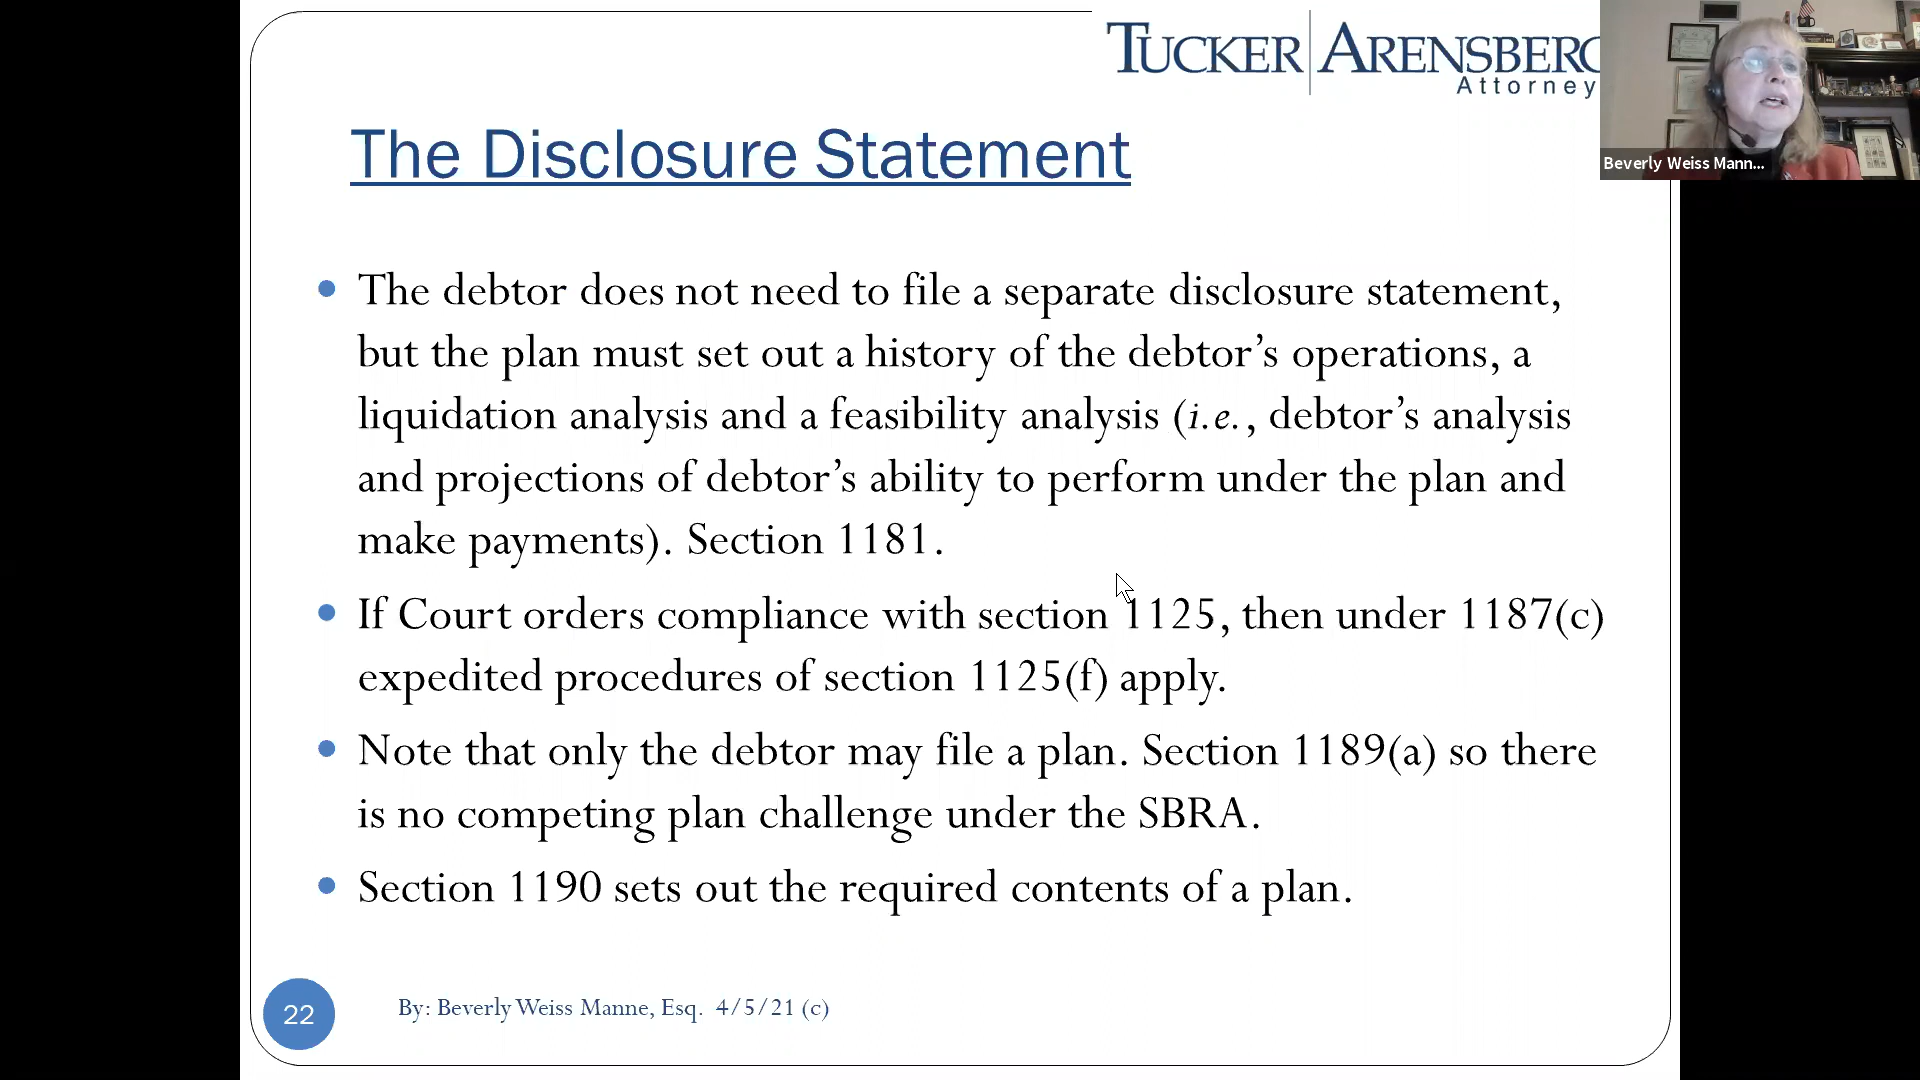 TUCKER ARENSBERG
Attorney
Beverly Weiss Mann...
The Disclosure Statement
• The debtor does not need to file a separate disclosure statement,
but the plan must set out a history of the debtor’s operations, a
liquidation analysis and a feasibility analysis (i.e., debtor’s analysis
and projections of debtor’s ability to perform under the plan and
make payments). Section 1181.
• If Court orders compliance with section 1125, then under 1187(c)
expedited procedures of section 1125(f) apply.
• Note that only the debtor may file a plan. Section 1189(a) so there
is no competing plan challenge under the SBRA.
• Section 1190 sets out the required contents of a plan.
22
By: Beverly Weiss Manne, Esq. 4/5/21 (c)